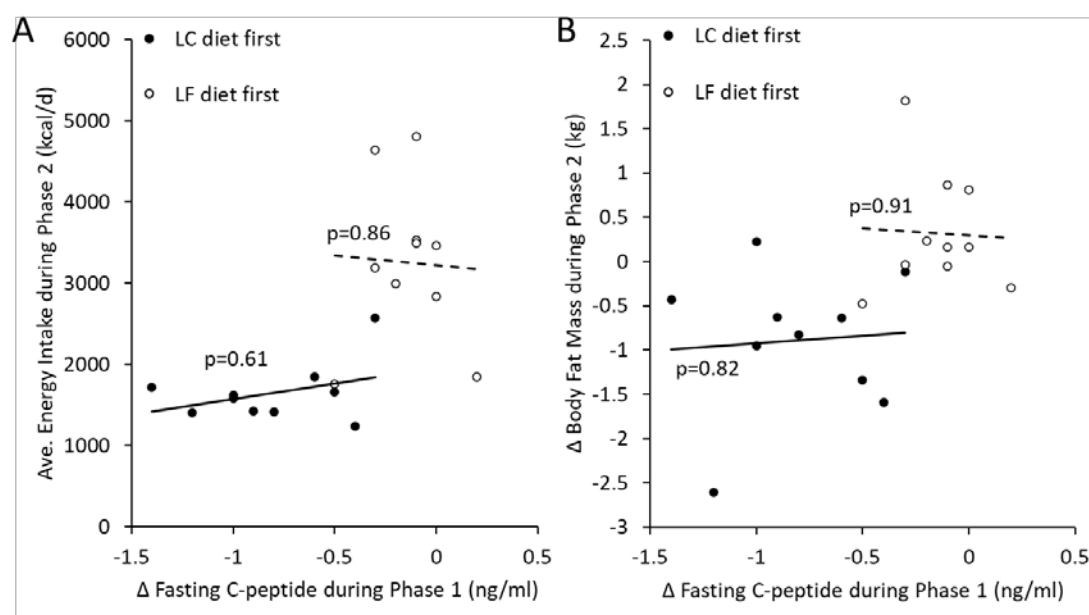 A
LC diet first
LF diet first
Ave. Energy Intake during Phase 2 (kcal/d)
6000
5000
4000
3000
2000
1000
0
p=0.86
p=0.61
-1.5
-1
-0.5
0
0.5
Δ Fasting C-peptide during Phase 1 (ng/ml)
B
LC diet first
LF diet first
Δ Body Fat Mass during Phase 2 (kg)
2.5
2
1.5
1
0.5
0
-0.5
-1
-1.5
-2
-2.5
-3
p=0.91
p=0.82
-1.5
-1
-0.5
0
0.5
Δ Fasting C-peptide during Phase 1 (ng/ml)